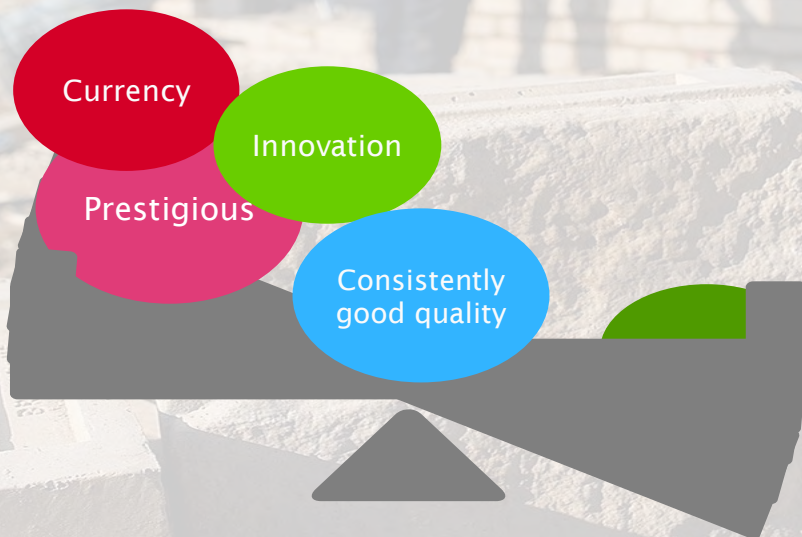 Currency
Innovation
Prestigious
Consistently
good quality